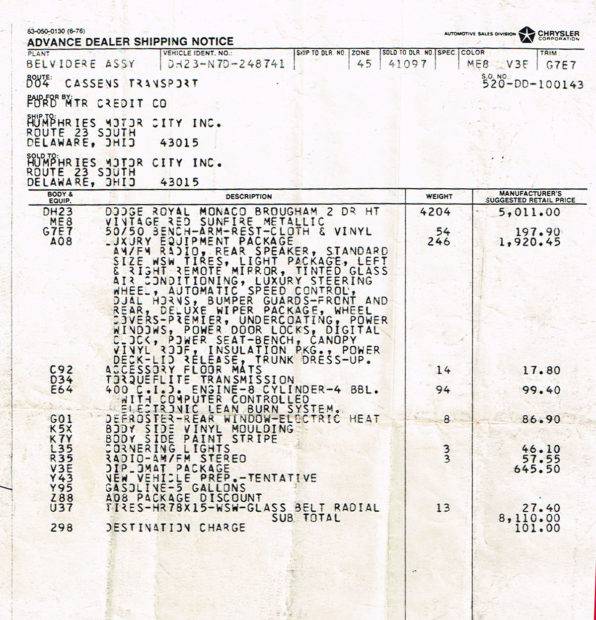 53-050-0130 (6-76)
AUTOMOTIVE SALES DIVISION CHRYSLER CORPORATION
ADVANCE DEALER SHIPPING NOTICE
PLANT VEHICLE IDENT. NO. SHIP TO DLR. NO. ZONE SOLD TO DLR. NO. SPEC. COLOR TRIM
BELVIDERE ASSY DH23-N7D-248741 45 41097 ME8 V3E G7E7
ROUTE: S.O. NO.
D04 CASSENS TRANSPORT 520-DD-100143
PAID FOR BY:
FORD MTR CREDIT CO
SHIP TO:
HUMPHRIES MOTOR CITY INC.
ROUTE 23 SOUTH
DELAWARE, OHIO 43015
SOLD TO:
HUMPHRIES MOTOR CITY INC.
ROUTE 23 SOUTH
DELAWARE, OHIO 43015
BODY & EQUIP. DESCRIPTION WEIGHT MANUFACTURER'S SUGGESTED RETAIL PRICE
DH23 DODGE ROYAL MONACO BROUGHAM 2 DR HT 4204 5,011.00
ME8 VINTAGE RED SUNFIRE METALLIC
G7E7 50/50 BENCH-ARM-REST-CLOTH & VINYL 54 197.90
A08 LUXURY EQUIPMENT PACKAGE 246 1,920.45
AM/FM RADIO, REAR SPEAKER, STANDARD
SIZE WSW TIRES, LIGHT PACKAGE, LEFT
& RIGHT REMOTE MIRROR, TINTED GLASS
AIR CONDITIONING, LUXURY STEERING
WHEEL, AUTOMATIC SPEED CONTROL,
DUAL HORNS, BUMPER GUARDS-FRONT AND
REAR, DELUXE WIPER PACKAGE, WHEEL
COVERS-PREMIER, UNDERCOATING, POWER
WINDOWS, POWER DOOR LOCKS, DIGITAL
CLOCK, POWER SEAT-BENCH, CANOPY
VINYL ROOF, INSULATION PKG., POWER
DECK-LID RELEASE, TRUNK DRESS-UP.
C92 ACCESSORY FLOOR MATS 14 17.80
D34 TORQUEFLITE TRANSMISSION
E64 400 C.I.D. ENGINE-8 CYLINDER-4 BBL. 94 99.40
WITH COMPUTER CONTROLLED
ELECTRONIC LEAN BURN SYSTEM.
G01 DEFROSTER-REAR WINDOW-ELECTRIC HEAT 8 86.90
K5X BODY SIDE VINYL MOULDING
K7Y BODY SIDE PAINT STRIPE
L35 CORNERING LIGHTS 3 46.10
R35 RADIO-AM/FM STEREO 3 57.55
V3E DIPLOMAT PACKAGE 645.50
Y43 NEW VEHICLE PREP.-TENTATIVE
Y95 GASOLINE-5 GALLONS
Z88 A08 PACKAGE DISCOUNT
U37 TIRES-HR78X15-WSW-GLASS BELT RADIAL 13 27.40
SUB TOTAL 8,110.00
298 DESTINATION CHARGE 101.00